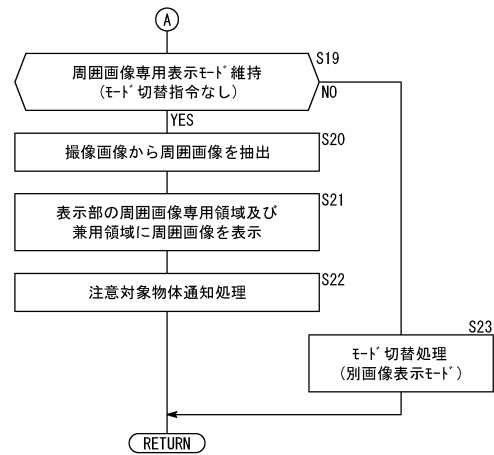 A
S19
周囲画像専用表示ﾓｰﾄﾞ維持
(ﾓｰﾄﾞ切替指令なし)
NO
YES
S20
撮像画像から周囲画像を抽出
S21
表示部の周囲画像専用領域及び
兼用領域に周囲画像を表示
S22
注意対象物体通知処理
S23
ﾓｰﾄﾞ切替処理
(別画像表示ﾓｰﾄﾞ)
RETURN